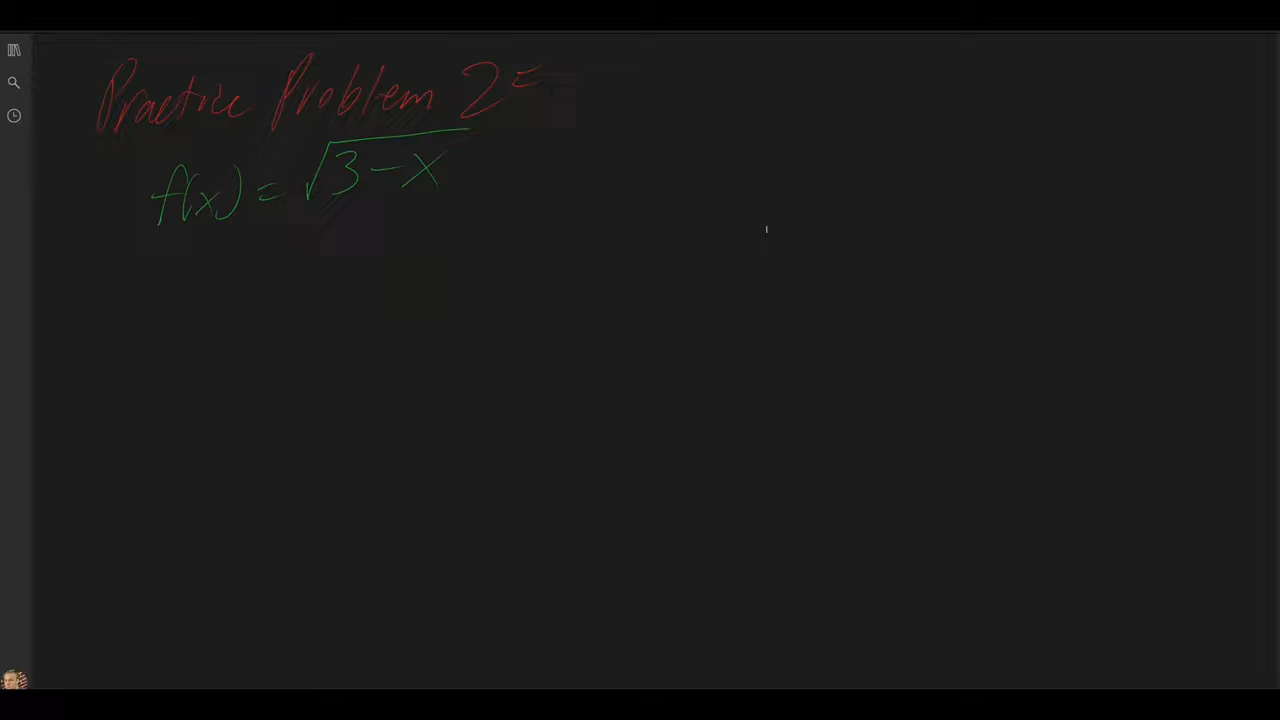 Practice Problem 2=
f(x) = √3-x